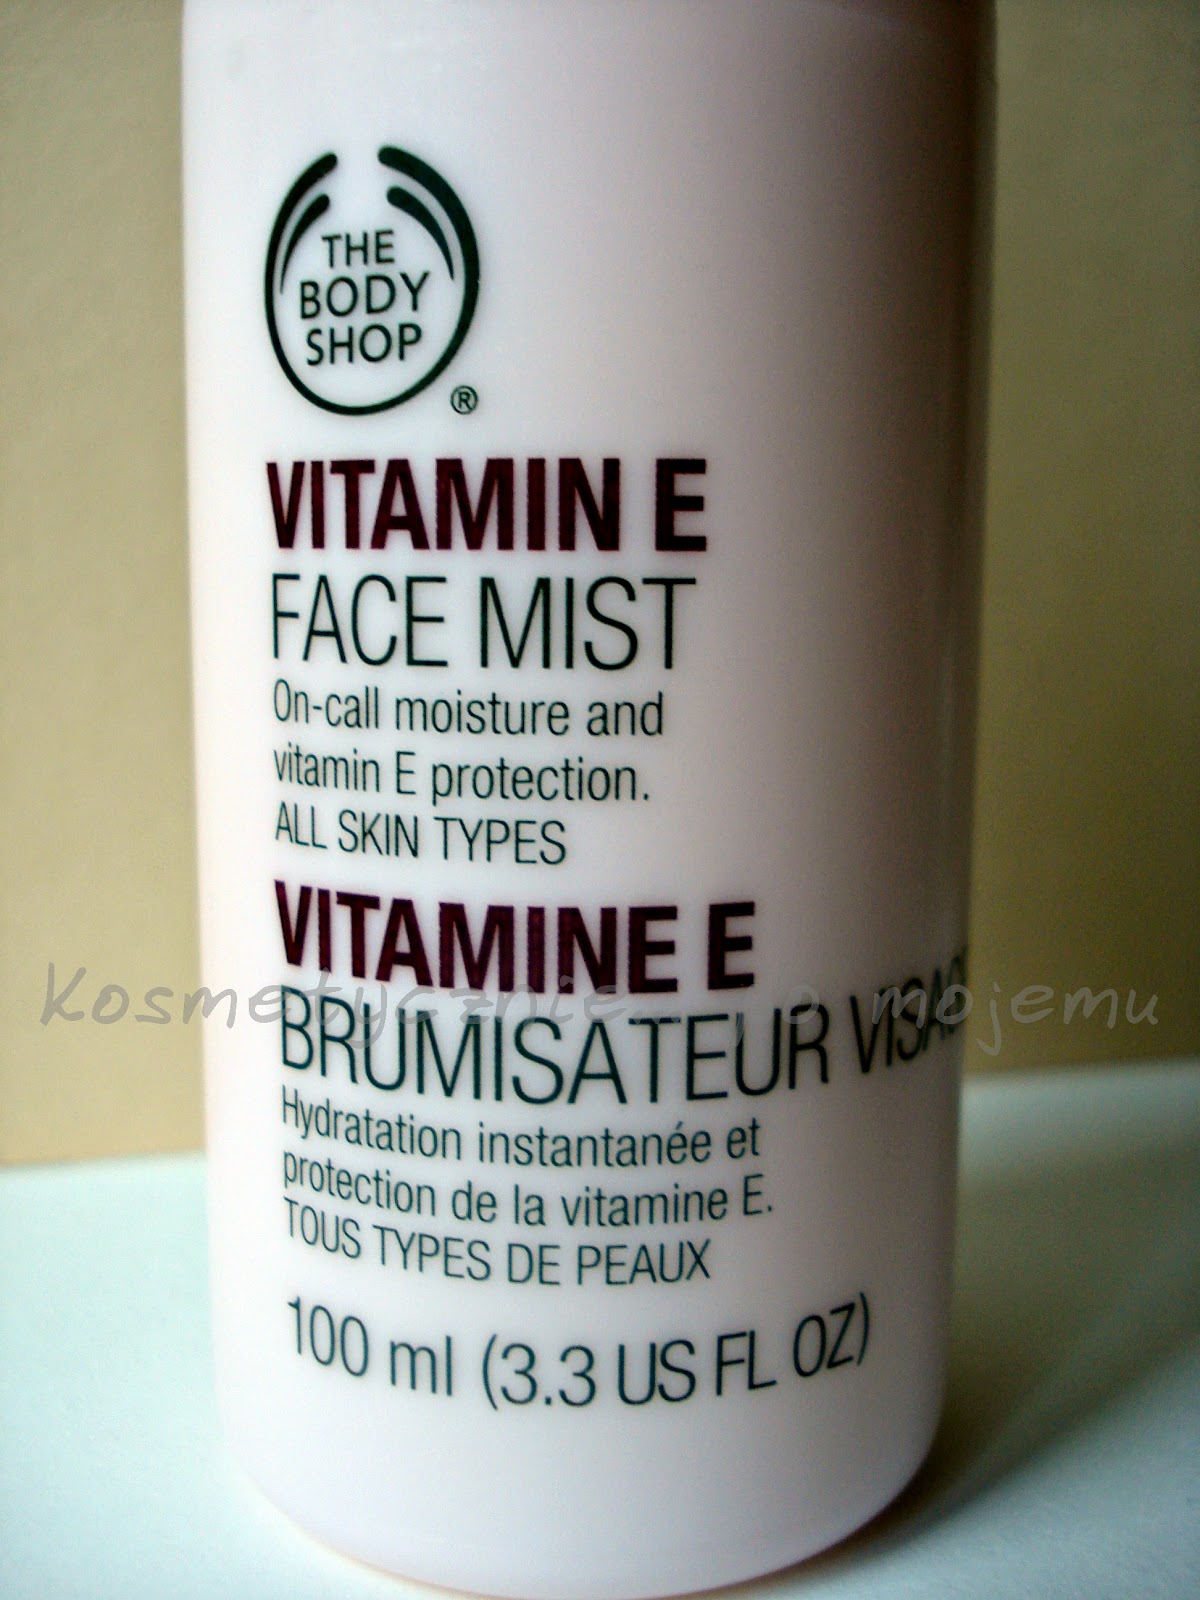 THE
BODY
SHOP
®
VITAMIN E
FACE MIST
On-call moisture and
vitamin E protection.
ALL SKIN TYPES
VITAMINE E
Kosmetycznie... po mojemu
BRUMISATEUR
Hydratation instantanée et
protection de la vitamine E.
TOUS TYPES DE PEAUX
100 ml (3.3 US FL OZ)